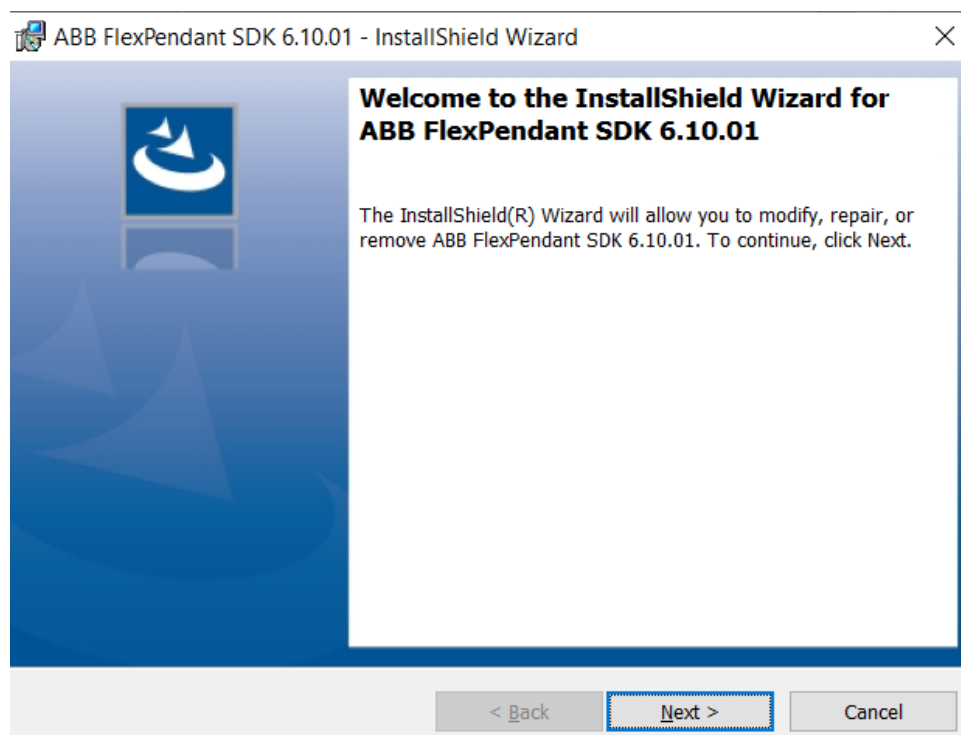 ABB FlexPendant SDK 6.10.01 - InstallShield Wizard
Welcome to the InstallShield Wizard for
ABB FlexPendant SDK 6.10.01
The InstallShield(R) Wizard will allow you to modify, repair, or
remove ABB FlexPendant SDK 6.10.01. To continue, click Next.
< Back Next > Cancel